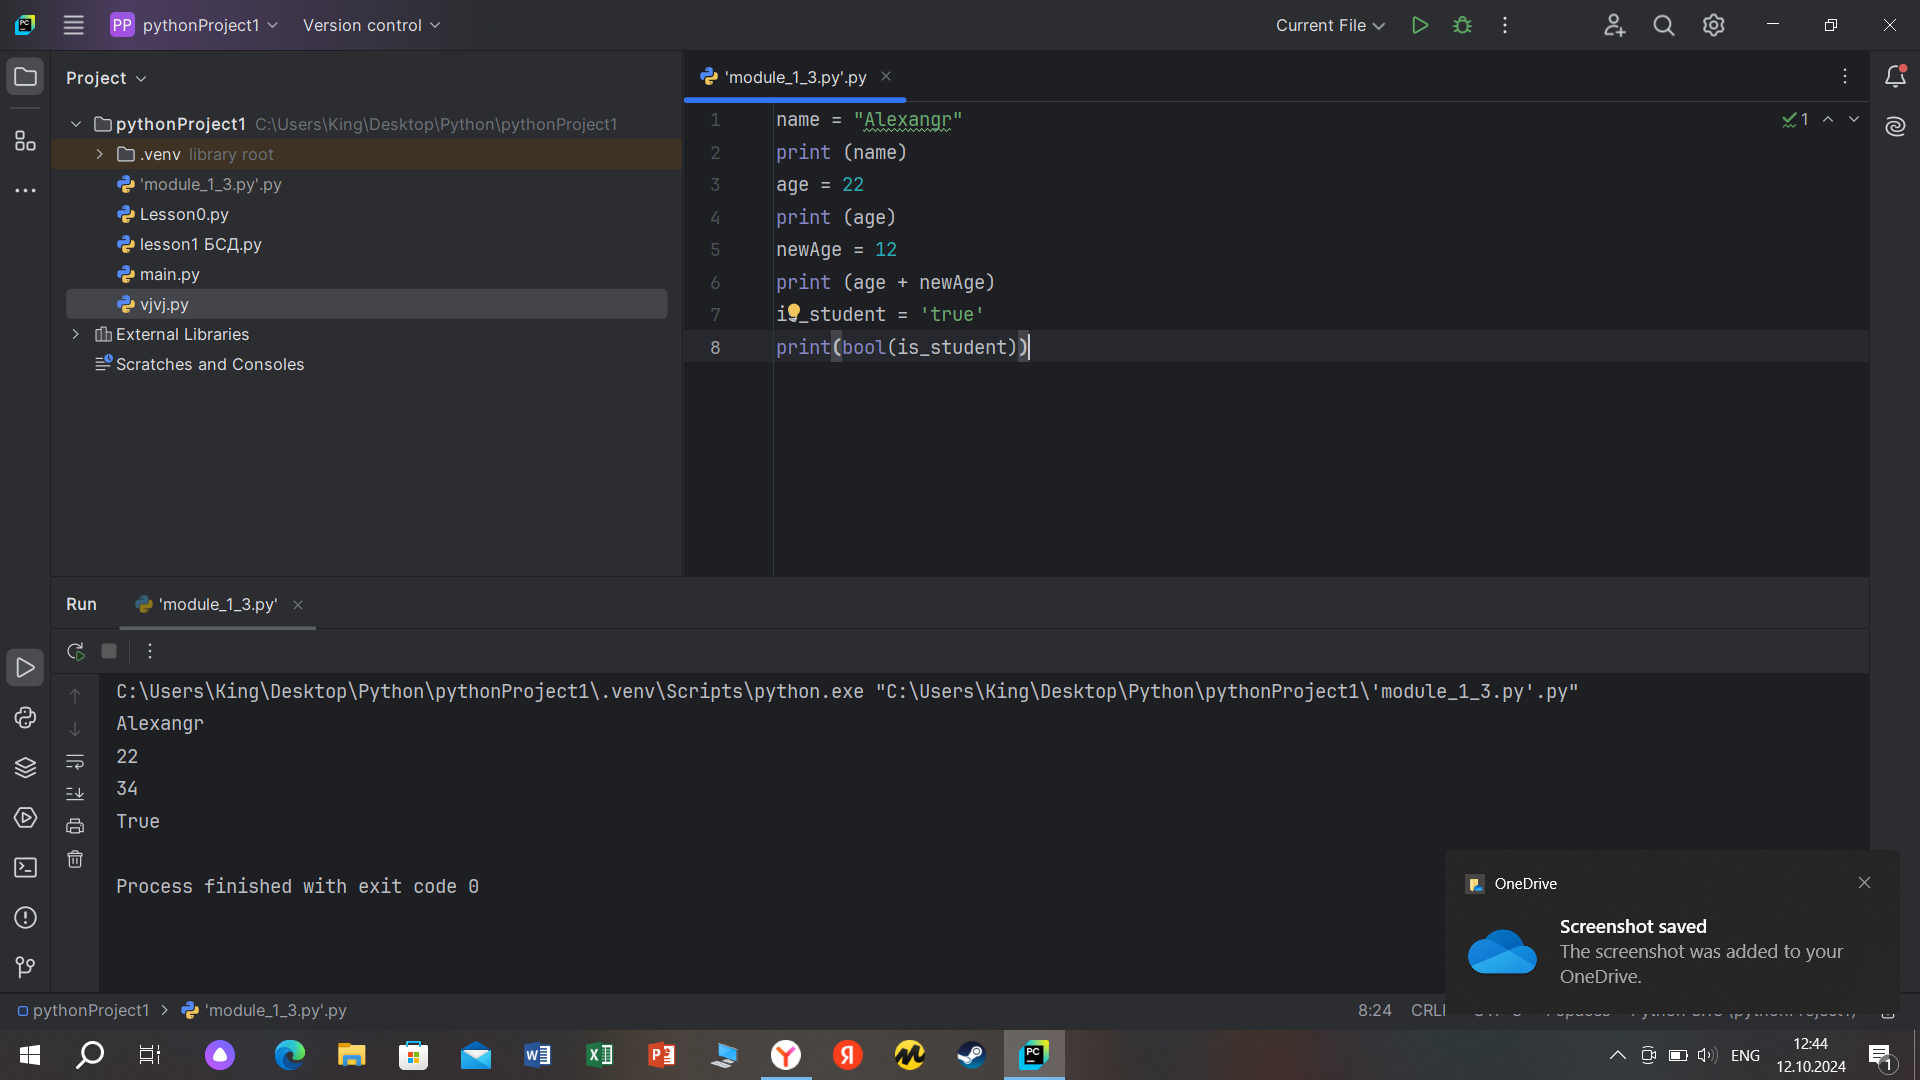 PP pythonProject1 Version control Current File
Project
'module_1_3.py'.py
pythonProject1 C:\Users\King\Desktop\Python\pythonProject1
.venv library root
'module_1_3.py'.py
Lesson0.py
lesson1 БСД.py
main.py
vjvj.py
External Libraries
Scratches and Consoles
1 name = "Alexangr"
2 print (name)
3 age = 22
4 print (age)
5 newAge = 12
6 print (age + newAge)
7 is_student = 'true'
8 print(bool(is_student))
1
Run 'module_1_3.py'
C:\Users\King\Desktop\Python\pythonProject1\.venv\Scripts\python.exe "C:\Users\King\Desktop\Python\pythonProject1\'module_1_3.py'.py"
Alexangr
22
34
True
Process finished with exit code 0
OneDrive
Screenshot saved
The screenshot was added to your
OneDrive.
pythonProject1 'module_1_3.py'.py 8:24
ENG 12:44
12.10.2024
1